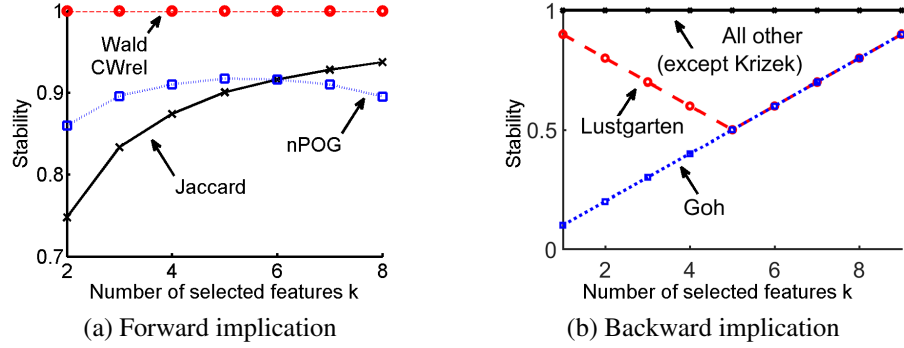 1
0.9
0.8
0.7
Stability
2
4
6
8
Number of selected features k
Wald
CWrel
nPOG
Jaccard
(a) Forward implication
1
0.5
0
Stability
2
4
6
8
Number of selected features k
All other
(except Krizek)
Lustgarten
Goh
(b) Backward implication